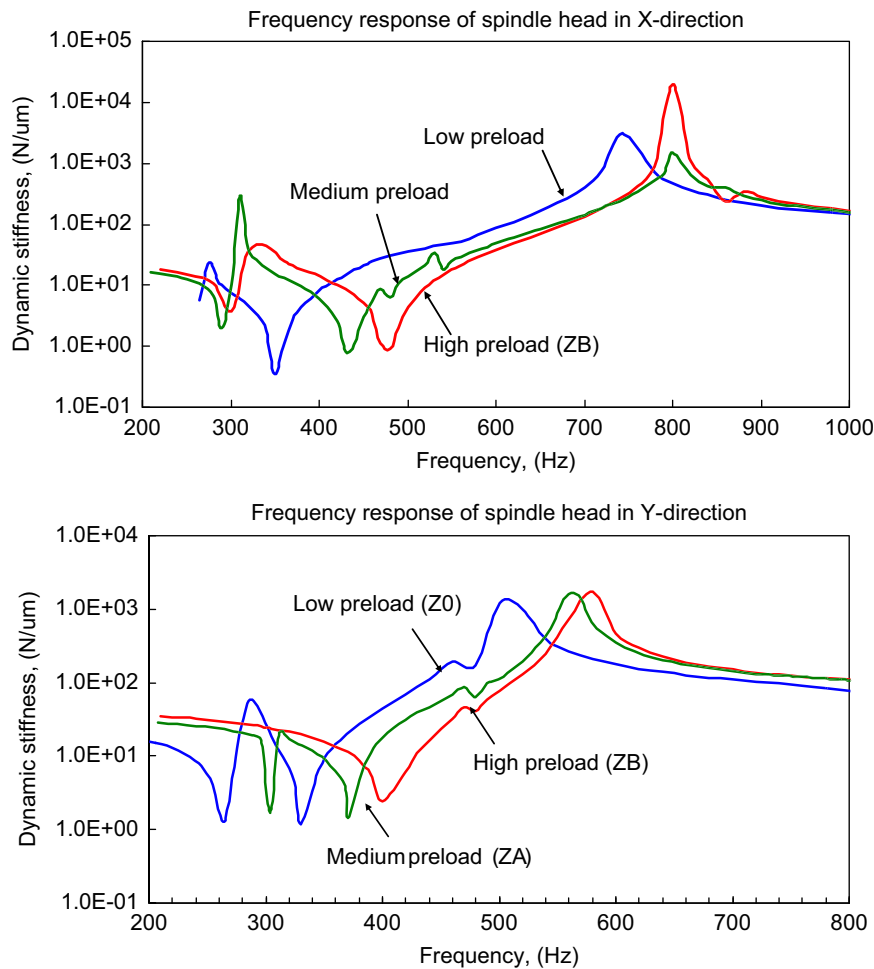 Frequency response of spindle head in X-direction
Dynamic stiffness, (N/um)
1.0E+05
1.0E+04
1.0E+03
1.0E+02
1.0E+01
1.0E+00
1.0E-01
Low preload
Medium preload
High preload (ZB)
200 300 400 500 600 700 800 900 1000
Frequency, (Hz)
Frequency response of spindle head in Y-direction
Dynamic stiffness, (N/um)
1.0E+04
1.0E+03
1.0E+02
1.0E+01
1.0E+00
1.0E-01
Low preload (Z0)
High preload (ZB)
Medium preload (ZA)
200 300 400 500 600 700 800
Frequency, (Hz)